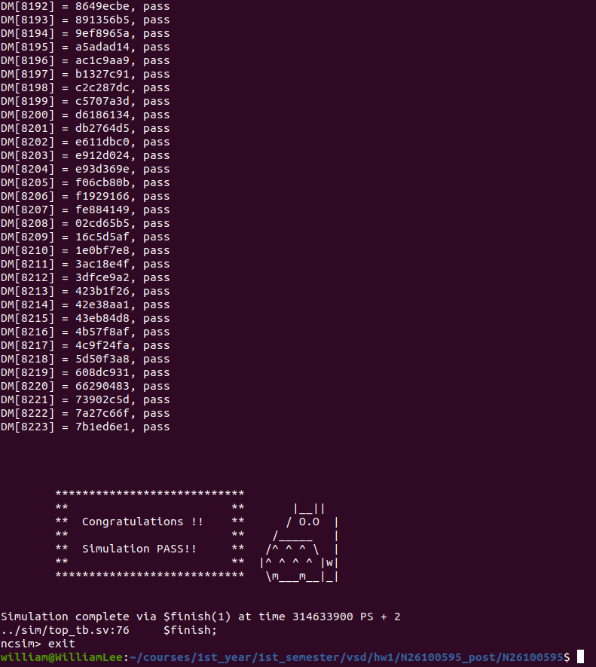 DM[8192] = 8649ecbe, pass
DM[8193] = 891356b5, pass
DM[8194] = 9ef8965a, pass
DM[8195] = a5adad14, pass
DM[8196] = ac1c9aa9, pass
DM[8197] = b1327c91, pass
DM[8198] = c2c287dc, pass
DM[8199] = c5707a3d, pass
DM[8200] = d6186134, pass
DM[8201] = db2764d5, pass
DM[8202] = e611dbc0, pass
DM[8203] = e912d024, pass
DM[8204] = e93d369e, pass
DM[8205] = f06cb80b, pass
DM[8206] = f1929166, pass
DM[8207] = fe884149, pass
DM[8208] = 02cd65b5, pass
DM[8209] = 16c5d5af, pass
DM[8210] = 1e0bf7e8, pass
DM[8211] = 3ac18e4f, pass
DM[8212] = 3dfce9a2, pass
DM[8213] = 423b1f26, pass
DM[8214] = 42e38aa1, pass
DM[8215] = 43eb84d8, pass
DM[8216] = 4b57f8af, pass
DM[8217] = 4c9f24fa, pass
DM[8218] = 5d50f3a8, pass
DM[8219] = 608dc931, pass
DM[8220] = 66290483, pass
DM[8221] = 73902c5d, pass
DM[8222] = 7a27c66f, pass
DM[8223] = 7b1ed6e1, pass
****************************
**                        **       |__||
**  Congratulations !!    **      / O.O  |
**                        **    /_____   |
**  Simulation PASS!!     **   /^ ^ ^ \  |
**                        **  |^ ^ ^ ^ |w|
****************************   \m___m__|_|
Simulation complete via $finish(1) at time 314633900 PS + 2
../sim/top_tb.sv:76     $finish;
ncsim> exit
william@WilliamLee:~/courses/1st_year/1st_semester/vsd/hw1/N26100595_post/N26100595$